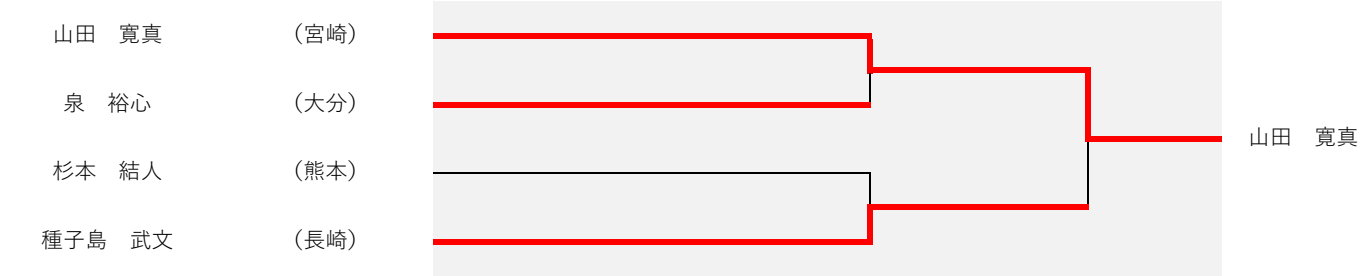 山田　寛真　（宮崎）
泉　裕心　（大分）
山田　寛真
杉本　結人　（熊本）
種子島　武文　（長崎）